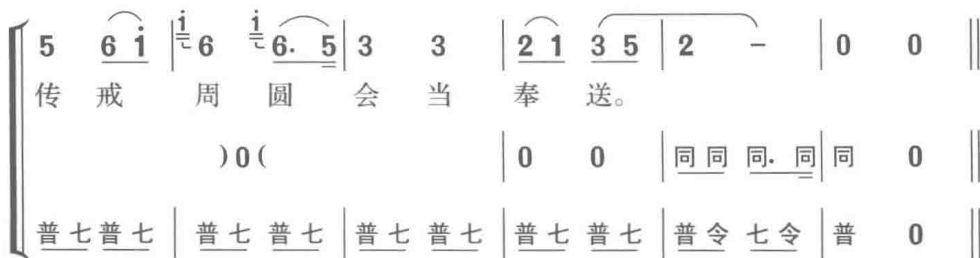 5 6 i | i 6 i 6. 5 | 3 3 | 2 1 3 5 | 2 - | 0 0 ‖
传 戒 周 圆 会 当 奉 送。
)0( | 0 0 | 同 同 同. 同 | 同 0 ‖
普 七 普 七 | 普 七 普 七 | 普 七 普 七 | 普 七 普 七 | 普 令 七 令 | 普 0 ‖